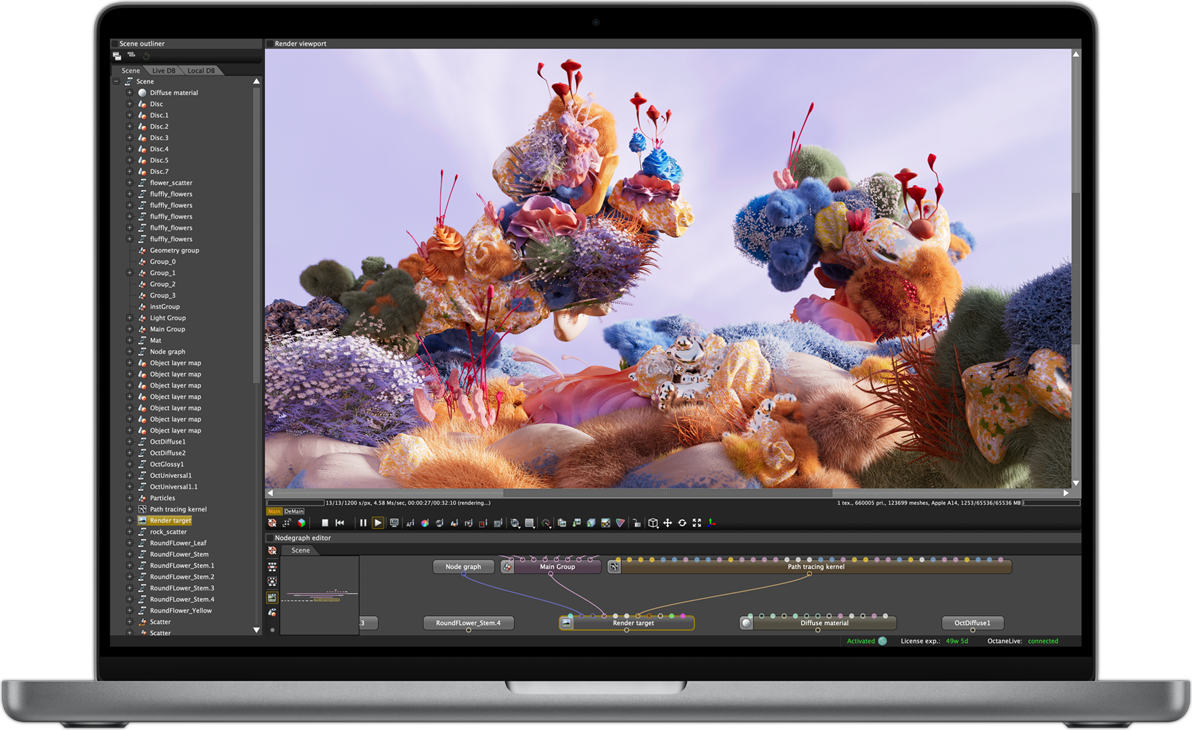 Scene outliner
Scene Live DB Local DB
Scene
Diffuse material
Disc
Disc.1
Disc.2
Disc.3
Disc.4
Disc.5
Disc.7
flower_scatter
fluffly_flowers
fluffly_flowers
fluffly_flowers
fluffly_flowers
fluffly_flowers
Geometry group
Group_0
Group_1
Group_2
Group_3
instGroup
Light Group
Main Group
Mat
Node graph
Object layer map
Object layer map
Object layer map
Object layer map
Object layer map
Object layer map
Object layer map
OctDiffuse1
OctDiffuse2
OctGlossy1
OctUniversal1
OctUniversal1.1
Particles
Path tracing kernel
Render target
rock_scatter
RoundFLower_Leaf
RoundFLower_Stem
RoundFLower_Stem.1
RoundFLower_Stem.2
RoundFLower_Stem.3
RoundFLower_Stem.4
RoundFlower_Yellow
Scatter
Scatter
Render viewport
13/13/1200 s/px, 4.58 Ms/sec, 00:00:27/00:32:10 (rendering...)
1 tex., 660005 pri., 123699 meshes, Apple A14, 1253/65536/65536 MB
Main DeMain
Nodegraph editor
Scene
Node graph Main Group Path tracing kernel
.3 RoundFLower_Stem.4 Render target Diffuse material OctDiffuse1
Activated License exp.: 49w 5d OctaneLive: connected